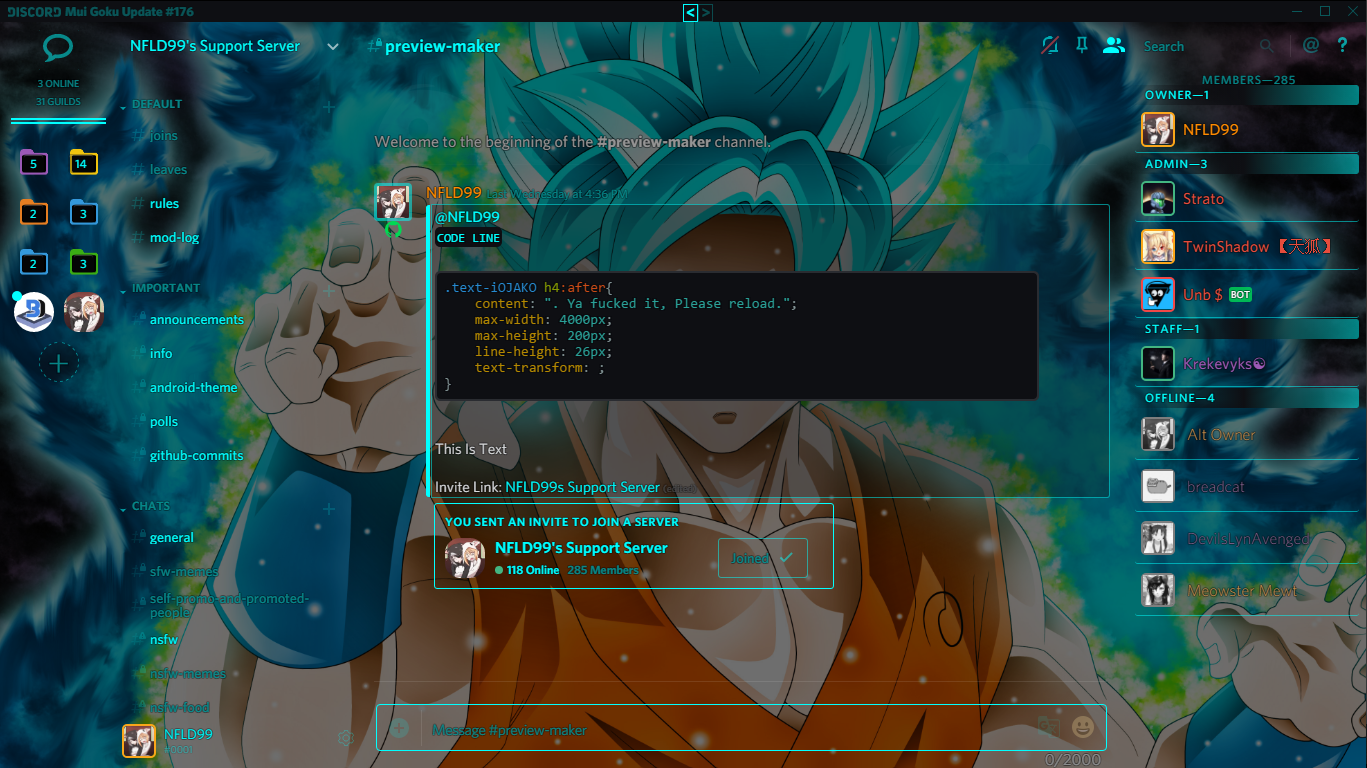 DISCORD Mui Goku Update #176
< >
NFLD99's Support Server
#preview-maker
Search
@ ?
3 ONLINE
31 GUILDS
5
14
2
3
2
3
DEFAULT
joins
leaves
rules
mod-log
IMPORTANT
announcements
info
android-theme
polls
github-commits
CHATS
general
sfw-memes
self-promo-and-promoted-
people
nsfw
nsfw-memes
nsfw-food
NFLD99
#0001
Welcome to the beginning of the #preview-maker channel.
NFLD99 Last Wednesday at 4:36 PM
@NFLD99
CODE LINE
.text-iOJAKO h4:after{
content: ". Ya fucked it, Please reload.";
max-width: 4000px;
max-height: 200px;
line-height: 26px;
text-transform: ;
}
This Is Text
Invite Link: NFLD99s Support Server (edited)
YOU SENT AN INVITE TO JOIN A SERVER
NFLD99's Support Server
118 Online 285 Members
Joined
Message #preview-maker
0/2000
MEMBERS—285
OWNER—1
NFLD99
ADMIN—3
Strato
TwinShadow 【天狐】
Unb $ BOT
STAFF—1
Krekevyks☯
OFFLINE—4
Alt Owner
breadcat
DevilsLynAvenged
Meowster Mewt